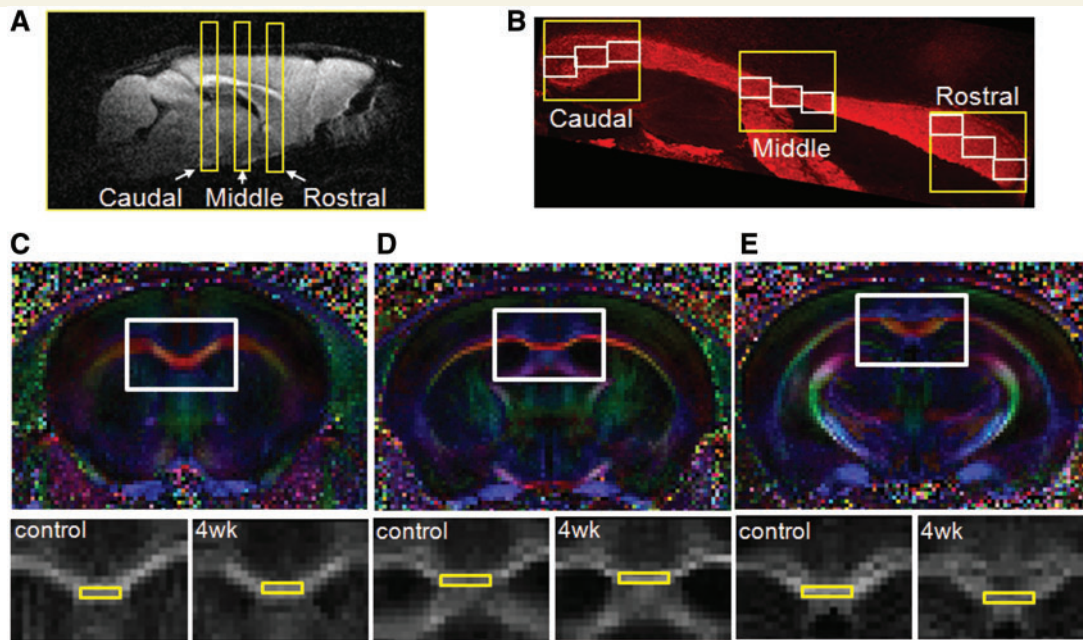 A
Caudal Middle Rostral
B
Caudal
Middle
Rostral
C
D
E
control
4wk
control
4wk
control
4wk